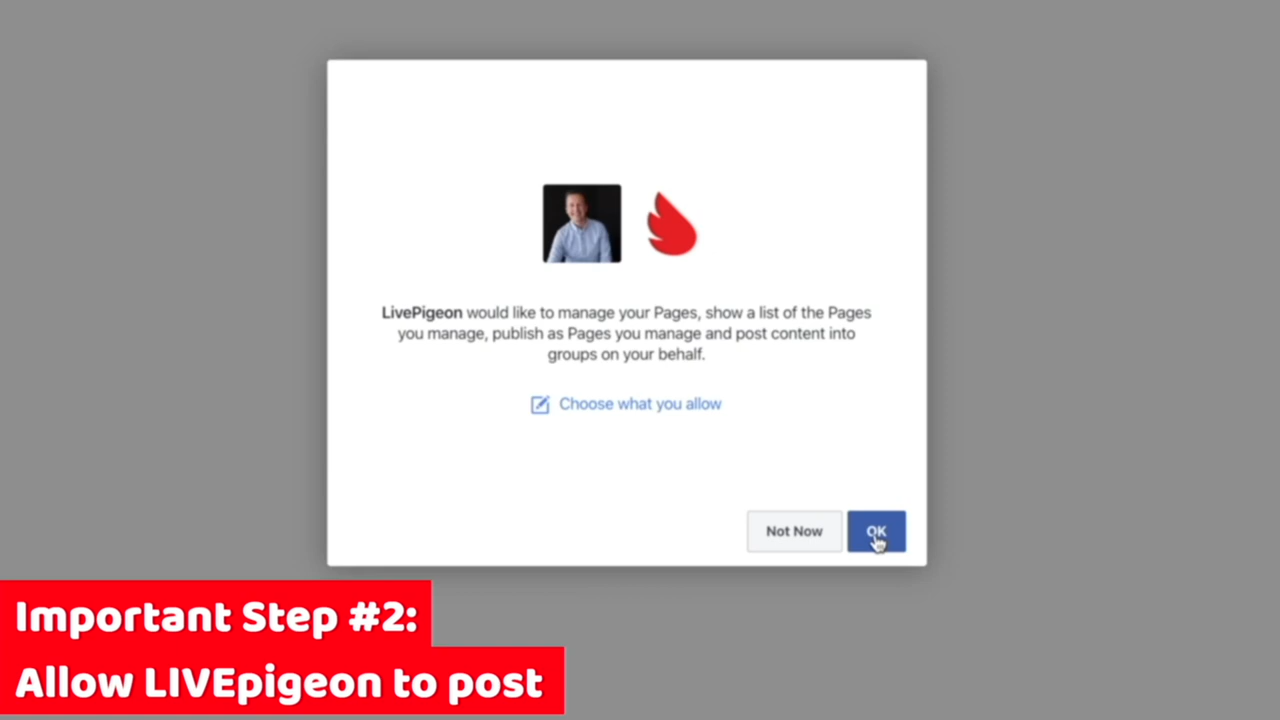 LivePigeon would like to manage your Pages, show a list of the Pages
you manage, publish as Pages you manage and post content into
groups on your behalf.
Choose what you allow
Not Now
OK
Important Step #2:
Allow LIVEpigeon to post